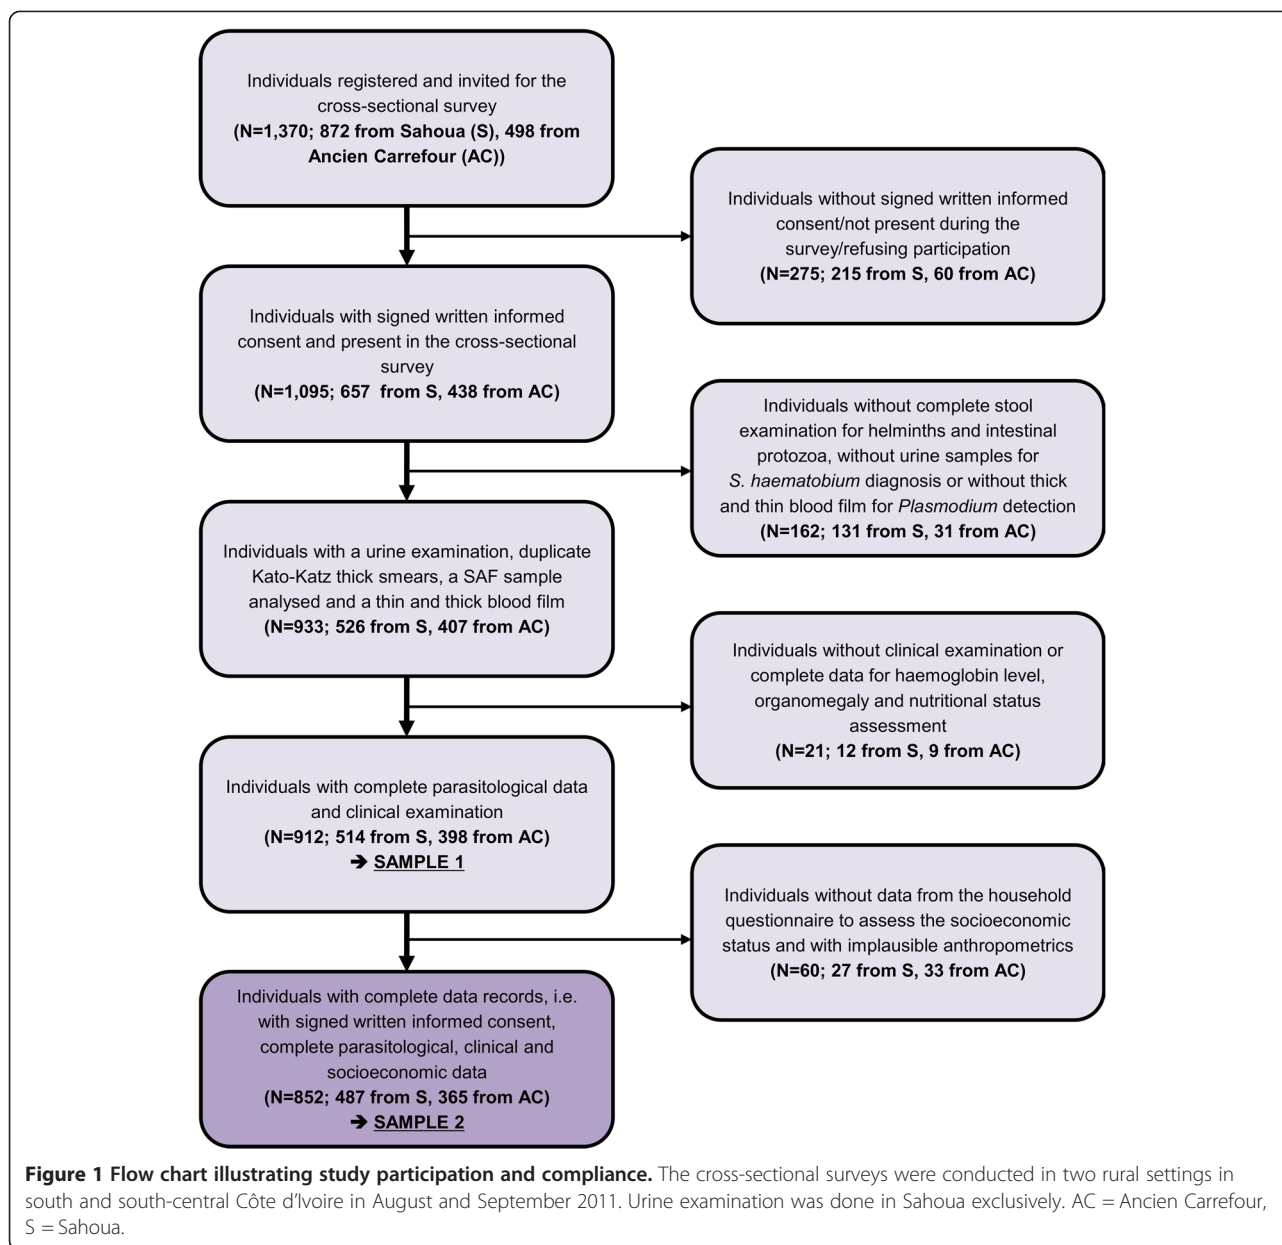 Individuals registered and invited for the
cross-sectional survey
(N=1,370; 872 from Sahoua (S), 498 from
Ancien Carrefour (AC))
Individuals without signed written informed
consent/not present during the
survey/refusing participation
(N=275; 215 from S, 60 from AC)
Individuals with signed written informed
consent and present in the cross-sectional
survey
(N=1,095; 657 from S, 438 from AC)
Individuals without complete stool
examination for helminths and intestinal
protozoa, without urine samples for
S. haematobium diagnosis or without thick
and thin blood film for Plasmodium detection
(N=162; 131 from S, 31 from AC)
Individuals with a urine examination, duplicate
Kato-Katz thick smears, a SAF sample
analysed and a thin and thick blood film
(N=933; 526 from S, 407 from AC)
Individuals without clinical examination or
complete data for haemoglobin level,
organomegaly and nutritional status
assessment
(N=21; 12 from S, 9 from AC)
Individuals with complete parasitological data
and clinical examination
(N=912; 514 from S, 398 from AC)
➔ SAMPLE 1
Individuals without data from the household
questionnaire to assess the socioeconomic
status and with implausible anthropometrics
(N=60; 27 from S, 33 from AC)
Individuals with complete data records, i.e.
with signed written informed consent,
complete parasitological, clinical and
socioeconomic data
(N=852; 487 from S, 365 from AC)
➔ SAMPLE 2
Figure 1 Flow chart illustrating study participation and compliance. The cross-sectional surveys were conducted in two rural settings in
south and south-central Côte d'Ivoire in August and September 2011. Urine examination was done in Sahoua exclusively. AC = Ancien Carrefour,
S = Sahoua.